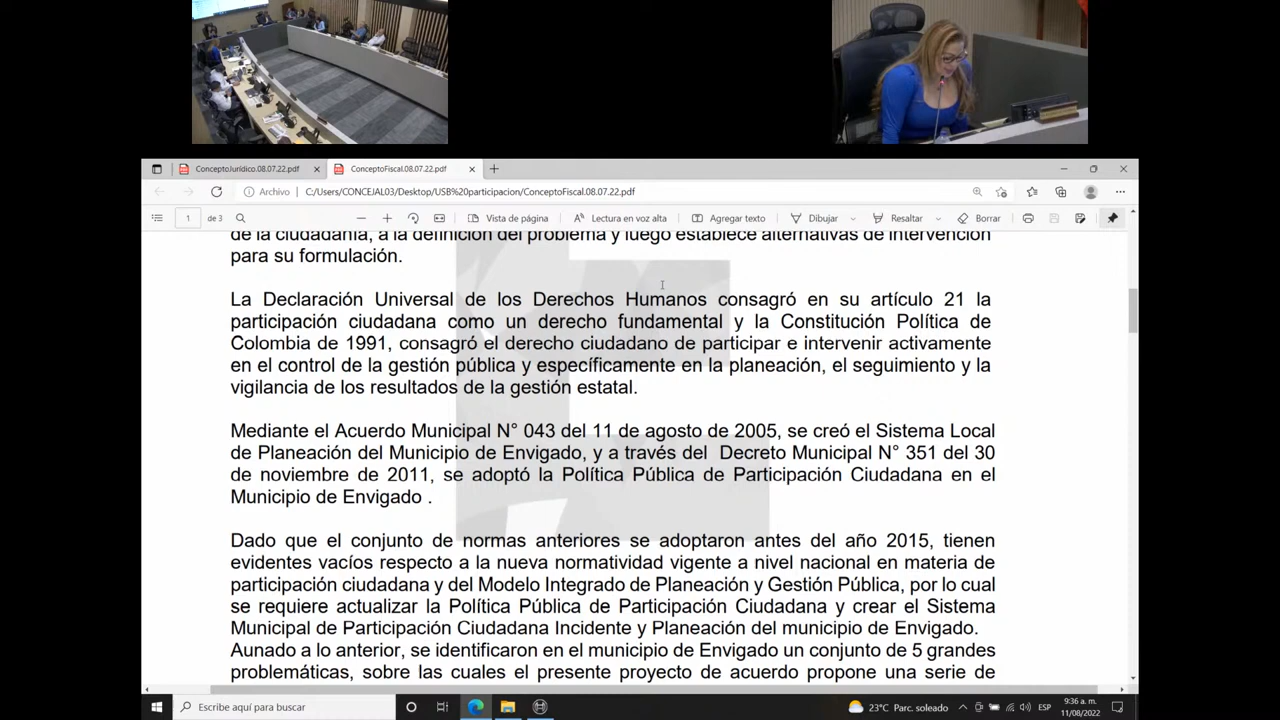 ConceptoJurídico.08.07.22.pdf
ConceptoFiscal.08.07.22.pdf
Archivo
C:/Users/CONCEJAL03/Desktop/USB%20participacion/ConceptoFiscal.08.07.22.pdf
1 de 3
Vista de página
Lectura en voz alta
Agregar texto
Dibujar
Resaltar
Borrar
de la ciudadanía, a la definición del problema y luego establece alternativas de intervención
para su formulación.
La Declaración Universal de los Derechos Humanos consagró en su artículo 21 la
participación ciudadana como un derecho fundamental y la Constitución Política de
Colombia de 1991, consagró el derecho ciudadano de participar e intervenir activamente
en el control de la gestión pública y específicamente en la planeación, el seguimiento y la
vigilancia de los resultados de la gestión estatal.
Mediante el Acuerdo Municipal N° 043 del 11 de agosto de 2005, se creó el Sistema Local
de Planeación del Municipio de Envigado, y a través del Decreto Municipal N° 351 del 30
de noviembre de 2011, se adoptó la Política Pública de Participación Ciudadana en el
Municipio de Envigado .
Dado que el conjunto de normas anteriores se adoptaron antes del año 2015, tienen
evidentes vacíos respecto a la nueva normatividad vigente a nivel nacional en materia de
participación ciudadana y del Modelo Integrado de Planeación y Gestión Pública, por lo cual
se requiere actualizar la Política Pública de Participación Ciudadana y crear el Sistema
Municipal de Participación Ciudadana Incidente y Planeación del municipio de Envigado.
Aunado a lo anterior, se identificaron en el municipio de Envigado un conjunto de 5 grandes
problemáticas, sobre las cuales el presente proyecto de acuerdo propone una serie de
Escribe aquí para buscar
23°C Parc. soleado
ESP
9:36 a. m.
11/08/2022